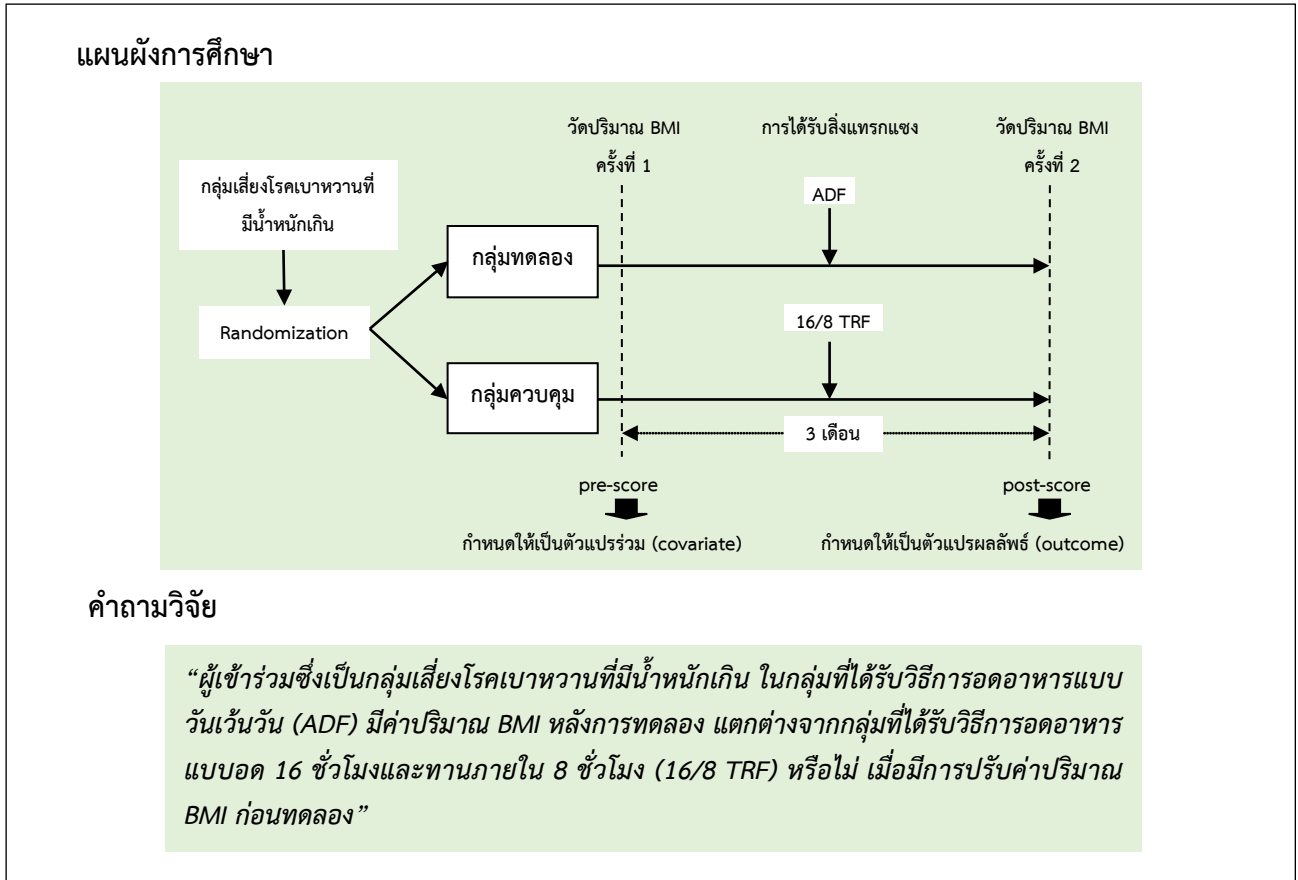 แผนผังการศึกษา
วัดปริมาณ BMI
ครั้งที่ 1
การได้รับสิ่งแทรกแซง
วัดปริมาณ BMI
ครั้งที่ 2
กลุ่มเสี่ยงโรคเบาหวานที่
มีน้ำหนักเกิน
ADF
กลุ่มทดลอง
Randomization
16/8 TRF
กลุ่มควบคุม
3 เดือน
pre-score
post-score
กำหนดให้เป็นตัวแปรร่วม (covariate)
กำหนดให้เป็นตัวแปรผลลัพธ์ (outcome)
คำถามวิจัย
“ผู้เข้าร่วมซึ่งเป็นกลุ่มเสี่ยงโรคเบาหวานที่มีน้ำหนักเกิน ในกลุ่มที่ได้รับวิธีการอดอาหารแบบ
วันเว้นวัน (ADF) มีค่าปริมาณ BMI หลังการทดลอง แตกต่างจากกลุ่มที่ได้รับวิธีการอดอาหาร
แบบอด 16 ชั่วโมงและทานภายใน 8 ชั่วโมง (16/8 TRF) หรือไม่ เมื่อมีการปรับค่าปริมาณ
BMI ก่อนทดลอง”